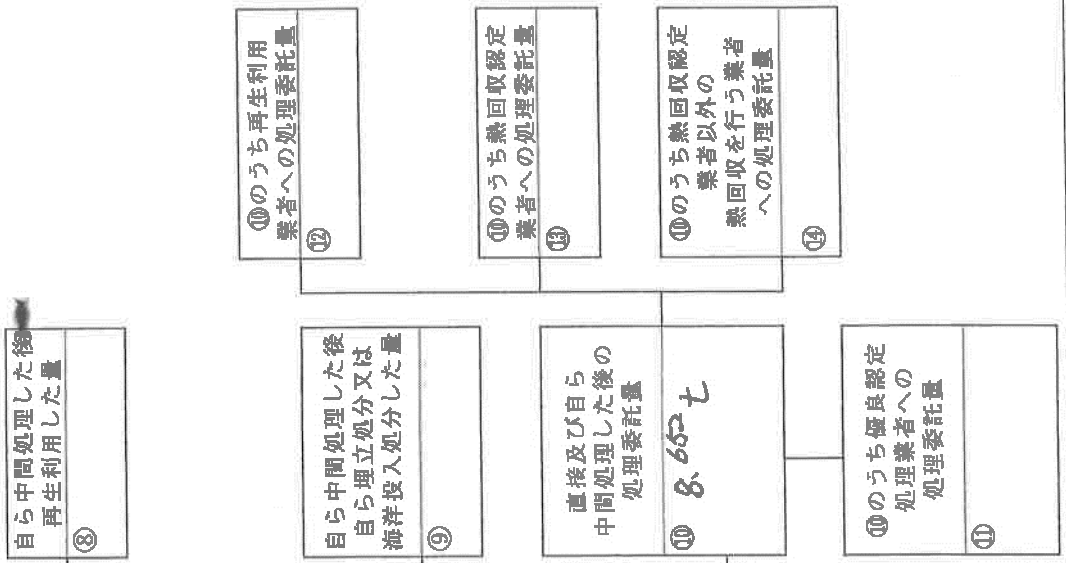 自ら中間処理した後
再生利用した量
⑧
自ら中間処理した後
自ら埋立処分又は
海洋投入処分した量
⑨
直接及び自ら
中間処理した後の
処理委託量
⑩ 8.652 t
⑩のうち優良認定
処理業者への
処理委託量
⑪
⑩のうち再生利用
業者への処理委託量
⑫
⑩のうち熱回収認定
業者への処理委託量
⑬
⑩のうち熱回収認定
業者以外の
熱回収を行う業者
への処理委託量
⑭